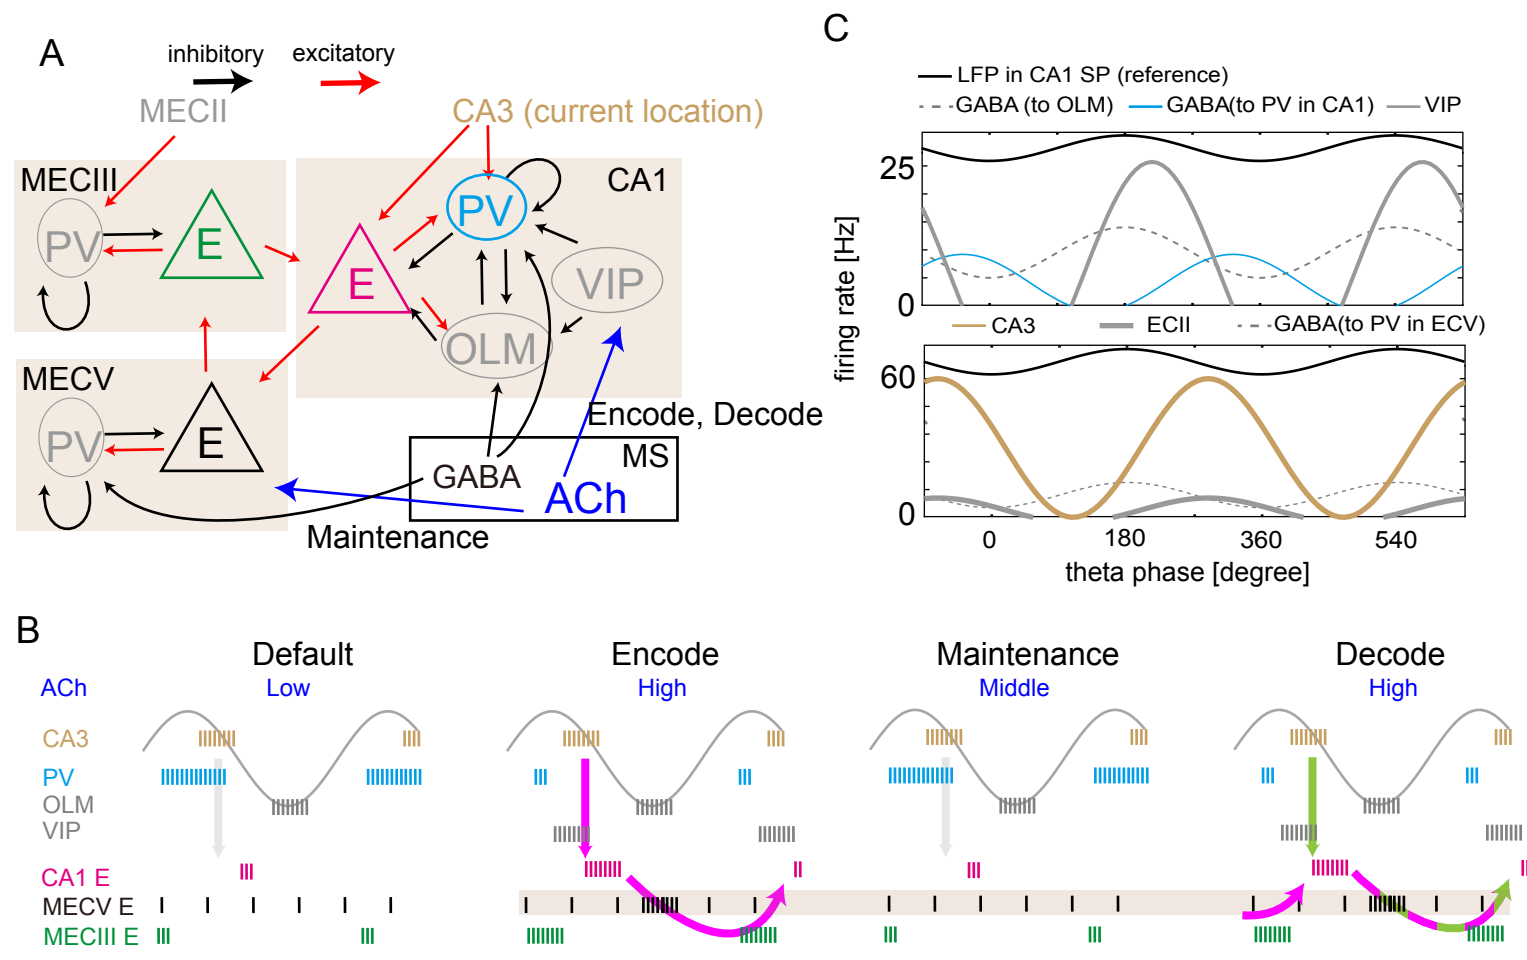 A
inhibitory
excitatory
MECII
CA3 (current location)
MECIII
PV
E
CA1
PV
E
VIP
OLM
MECV
PV
E
Encode, Decode
MS
GABA
ACh
Maintenance
C
LFP in CA1 SP (reference)
GABA (to OLM)
GABA(to PV in CA1)
VIP
25
0
CA3
ECII
GABA(to PV in ECV)
60
0
firing rate [Hz]
0
180
360
540
theta phase [degree]
B
Default
Encode
Maintenance
Decode
ACh
Low
High
Middle
High
CA3
PV
OLM
VIP
CA1 E
MECV E
MECIII E